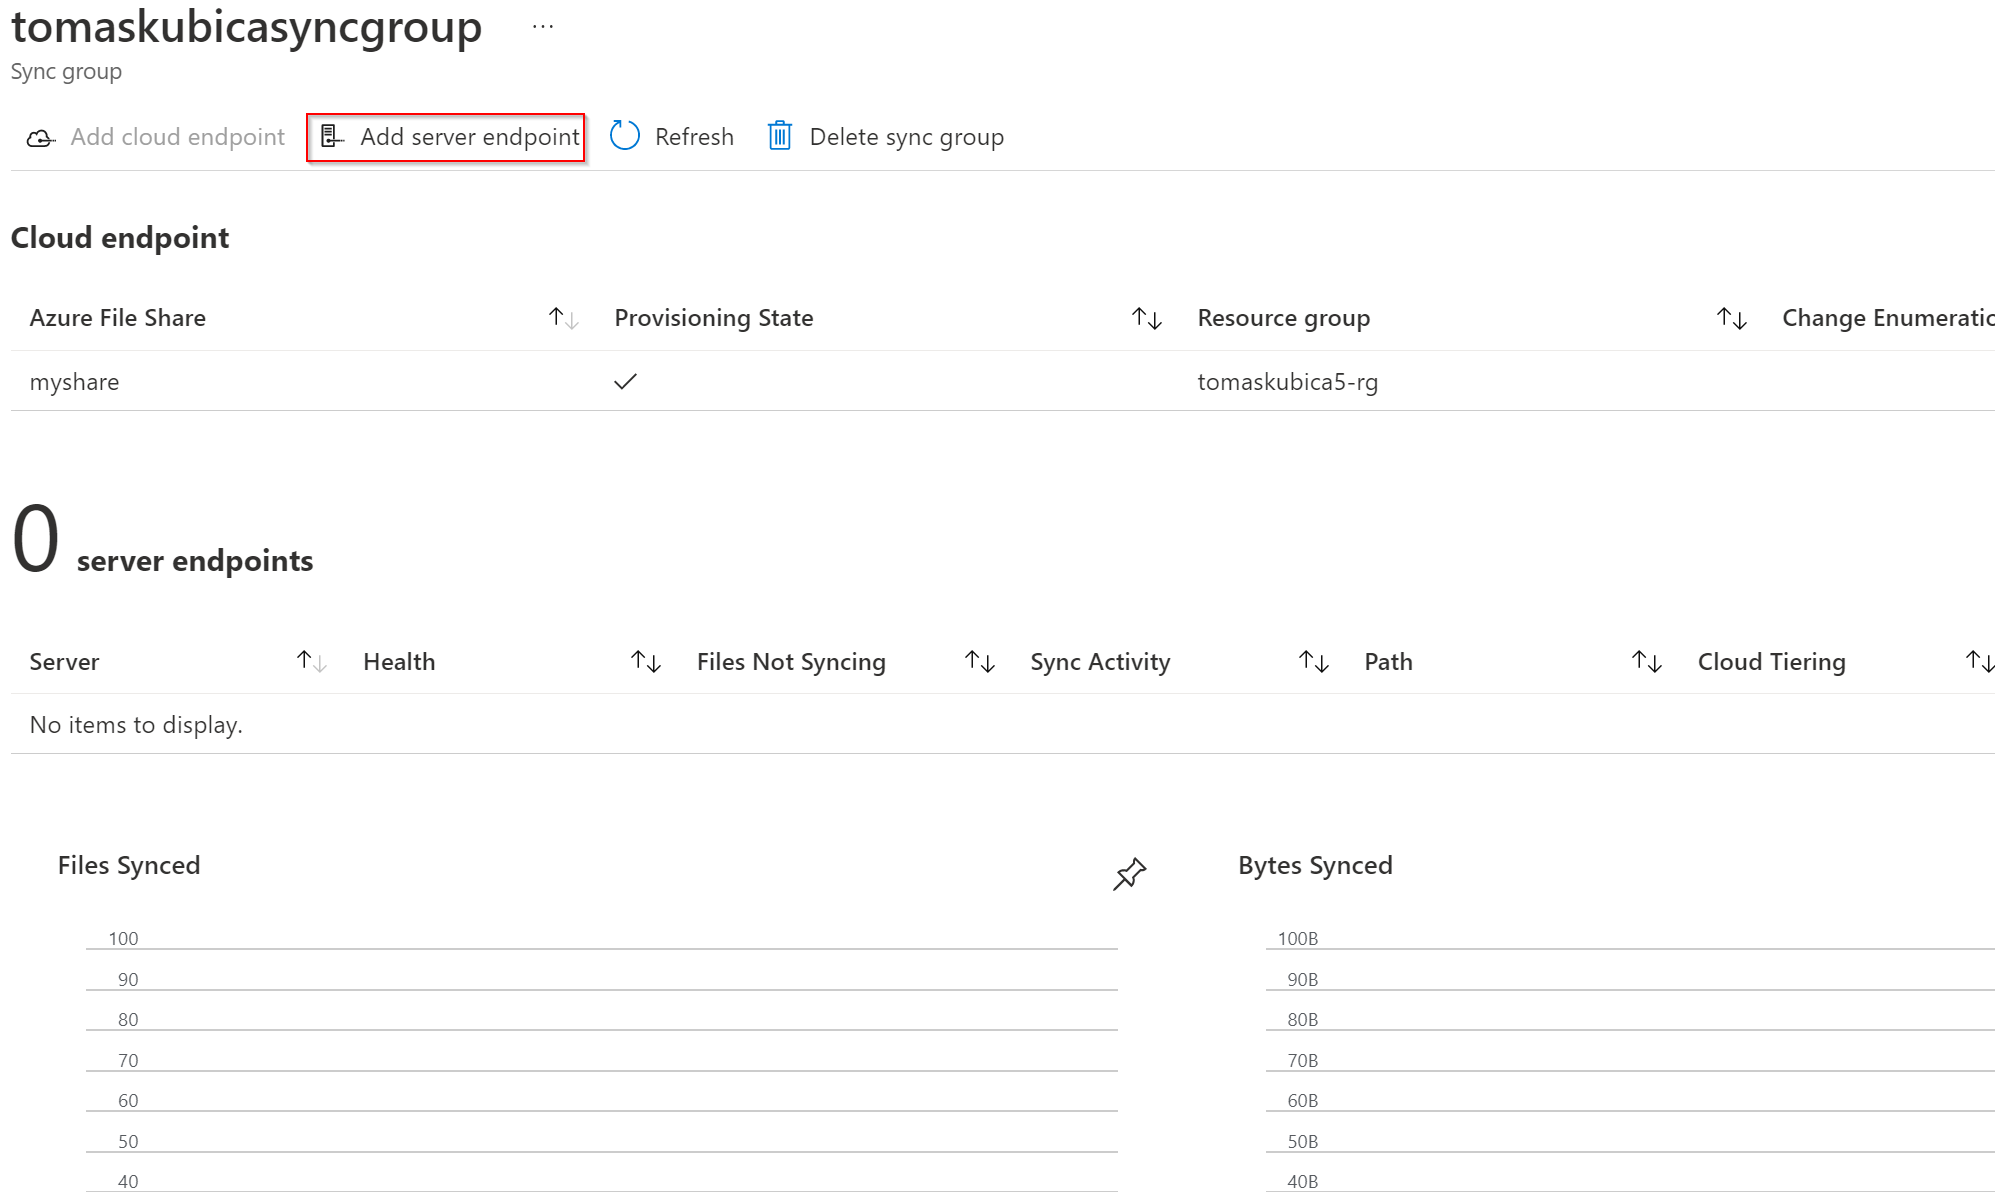 tomaskubicasyncgroup ...
Sync group
Add cloud endpoint Add server endpoint Refresh Delete sync group
Cloud endpoint
Azure File Share Provisioning State Resource group Change Enumeratic
myshare tomaskubica5-rg
0 server endpoints
Server Health Files Not Syncing Sync Activity Path Cloud Tiering
No items to display.
Files Synced Bytes Synced
100 100B
90 90B
80 80B
70 70B
60 60B
50 50B
40 40B